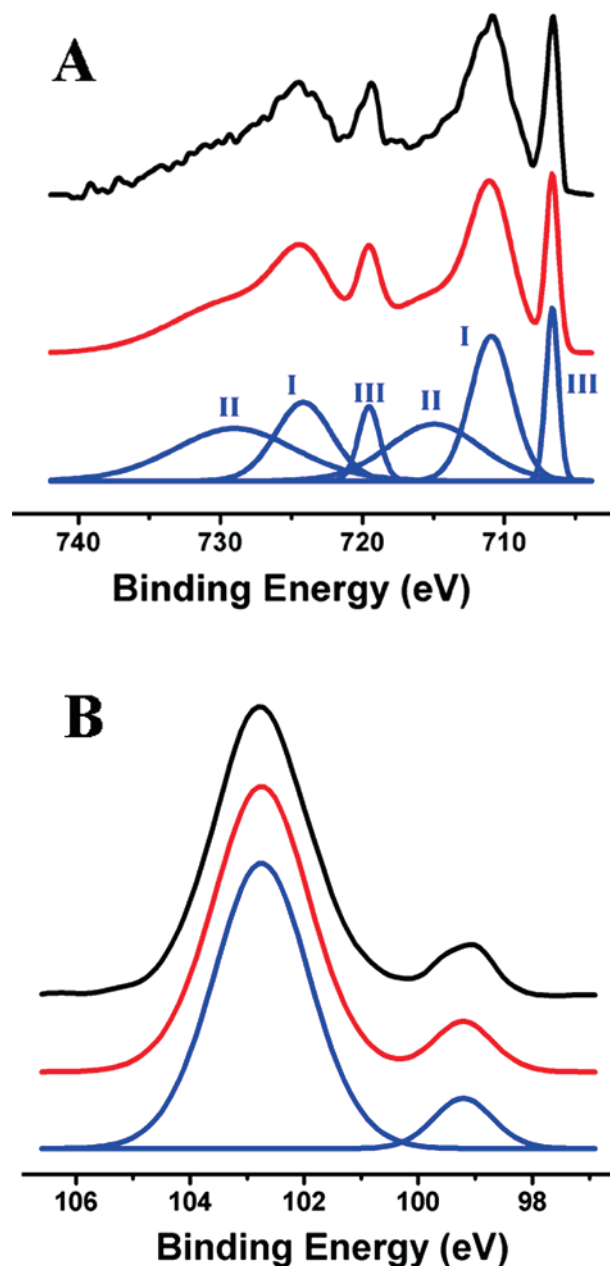 A
I
III
II
I
III
II
740 730 720 710
Binding Energy (eV)
B
106 104 102 100 98
Binding Energy (eV)